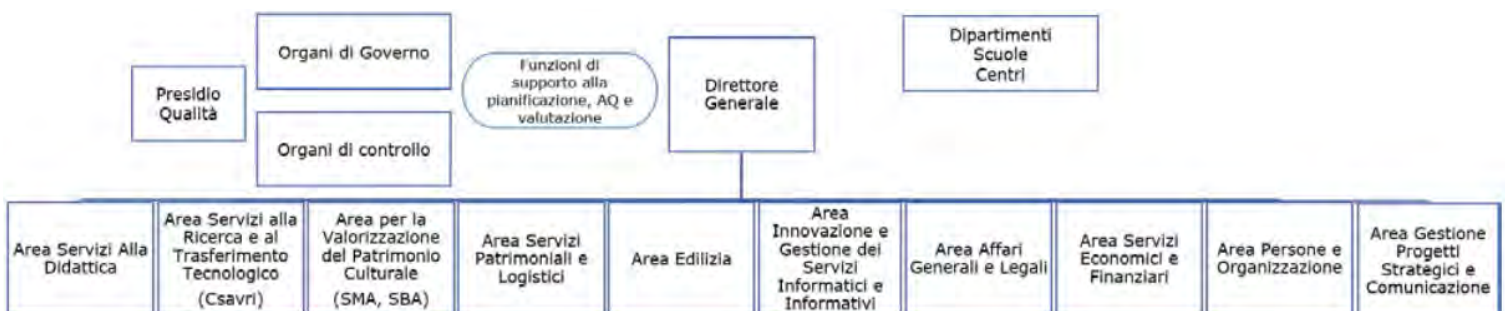 Organi di Governo
Presidio
Qualità
Organi di controllo
Funzioni di
supporto alla
pianificazione, AQ e
valutazione
Direttore
Generale
Dipartimenti
Scuole
Centri
Area Servizi Alla
Didattica
Area Servizi alla
Ricerca e al
Trasferimento
Tecnologico
(Csavri)
Area per la
Valorizzazione
del Patrimonio
Culturale
(SMA, SBA)
Area Servizi
Patrimoniali e
Logistici
Area Edilizia
Area
Innovazione e
Gestione dei
Servizi
Informatici e
Informativi
Area Affari
Generali e Legali
Area Servizi
Economici e
Finanziari
Area Persone e
Organizzazione
Area Gestione
Progetti
Strategici e
Comunicazione